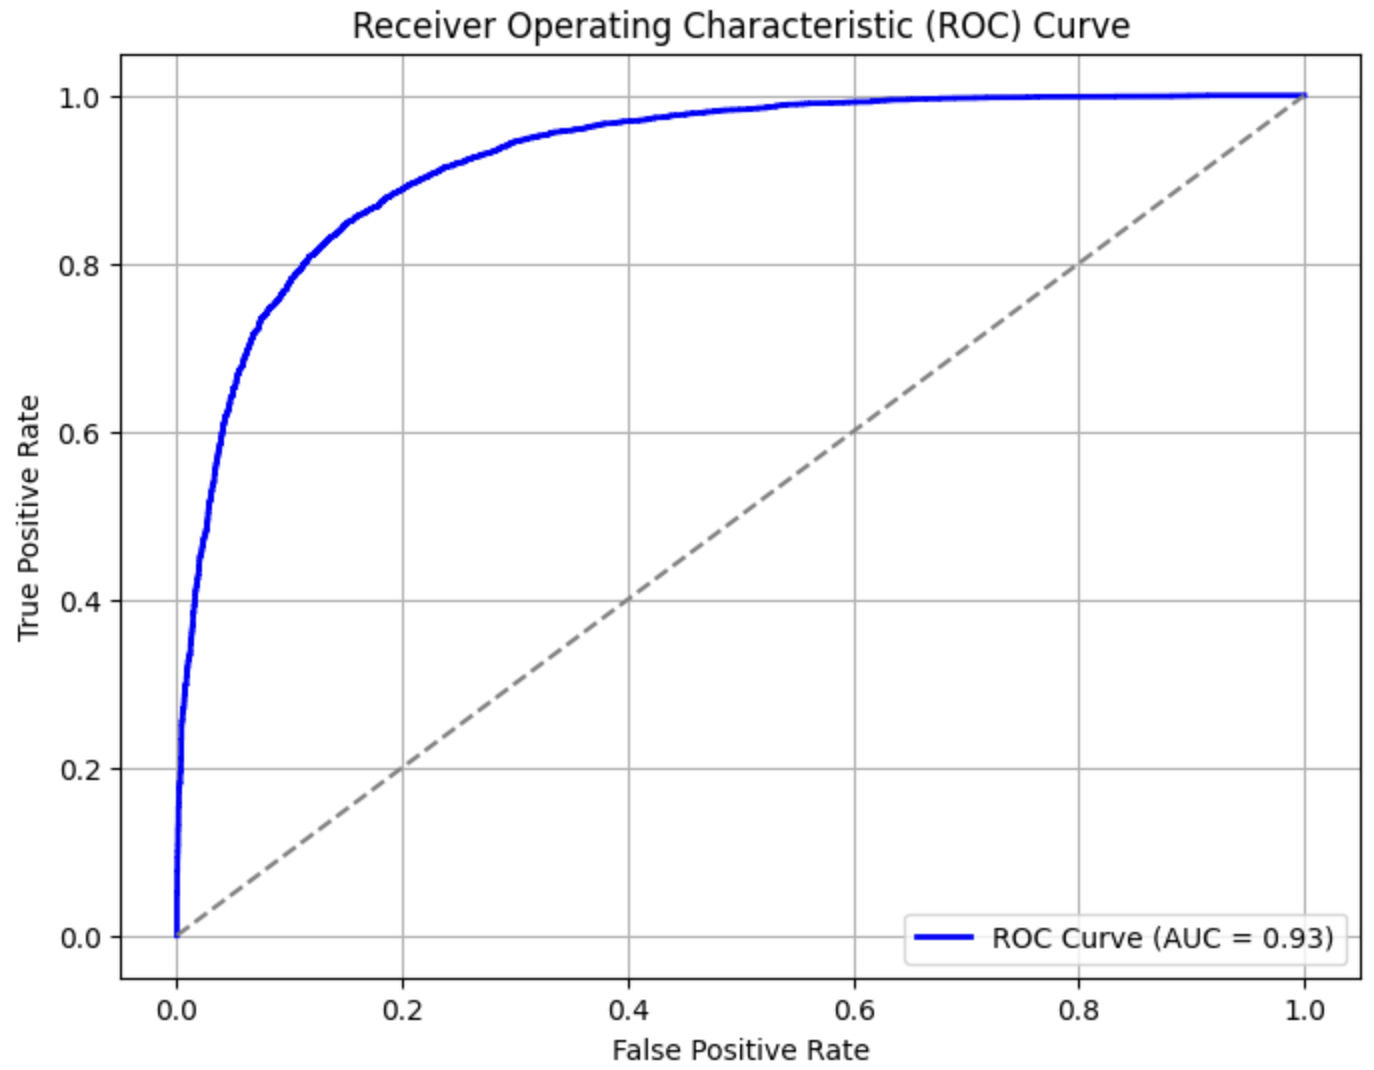 Receiver Operating Characteristic (ROC) Curve
1.0
0.8
0.6
0.4
0.2
0.0
True Positive Rate
ROC Curve (AUC = 0.93)
0.0 0.2 0.4 0.6 0.8 1.0
False Positive Rate